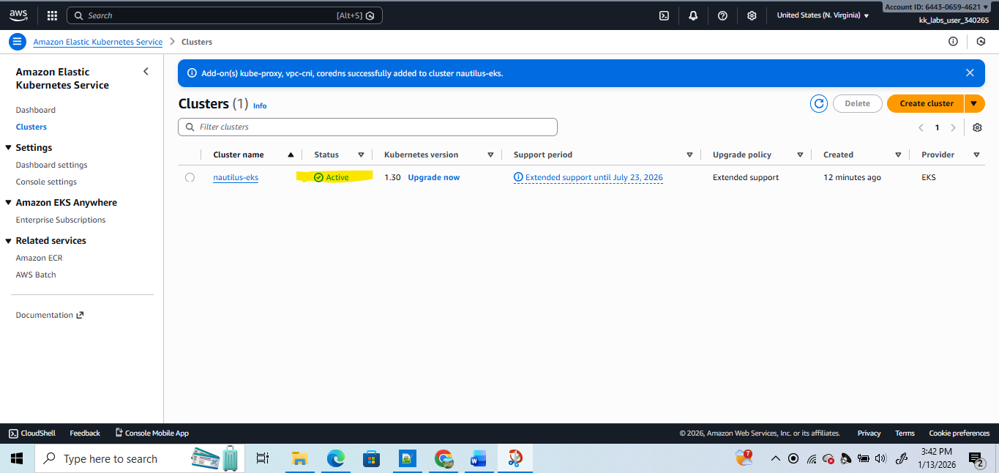 aws
Search [Alt+S]
United States (N. Virginia)
Account ID: 6443-0659-4621
kk_labs_user_340265
Amazon Elastic Kubernetes Service > Clusters
Amazon Elastic
Kubernetes Service
Dashboard
Clusters
Settings
Dashboard settings
Console settings
Amazon EKS Anywhere
Enterprise Subscriptions
Related services
Amazon ECR
AWS Batch
Documentation
Add-on(s) kube-proxy, vpc-cni, coredns successfully added to cluster nautilus-eks.
Clusters (1) Info
Delete
Create cluster
Filter clusters
1
Cluster name Status Kubernetes version Support period Upgrade policy Created Provider
nautilus-eks Active 1.30 Upgrade now Extended support until July 23, 2026 Extended support 12 minutes ago EKS
CloudShell Feedback Console Mobile App © 2026, Amazon Web Services, Inc. or its affiliates. Privacy Terms Cookie preferences
Type here to search
7
3:42 PM
1/13/2026
2